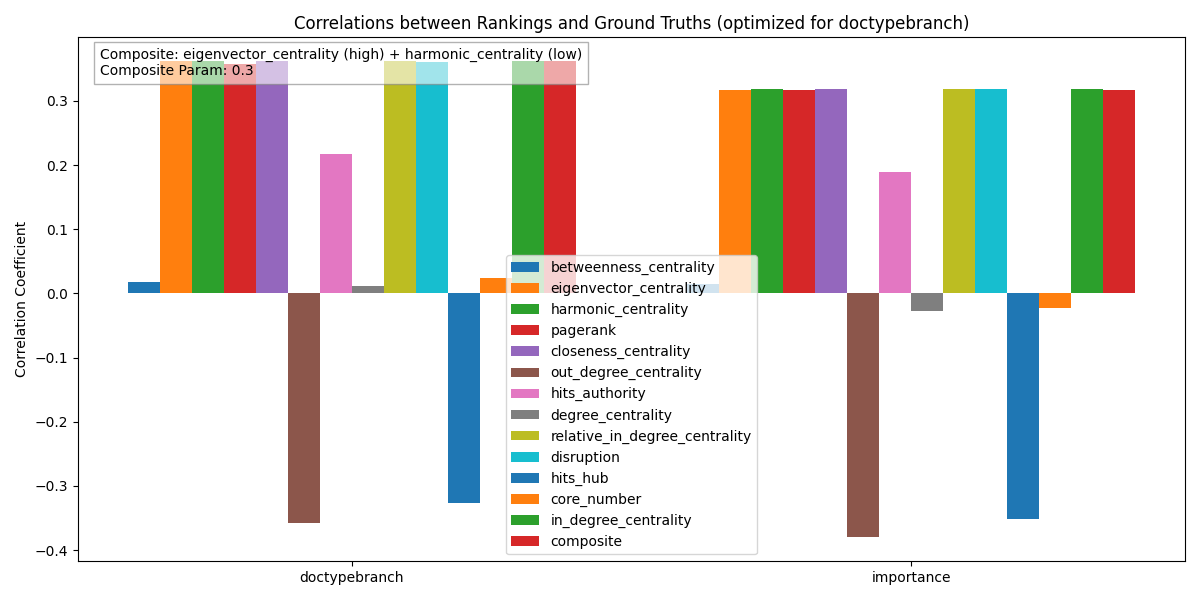 Correlations between Rankings and Ground Truths (optimized for doctypebranch)
Composite: eigenvector_centrality (high) + harmonic_centrality (low)
Composite Param: 0.3
Correlation Coefficient
0.3
0.2
0.1
0.0
−0.1
−0.2
−0.3
−0.4
betweenness_centrality
eigenvector_centrality
harmonic_centrality
pagerank
closeness_centrality
out_degree_centrality
hits_authority
degree_centrality
relative_in_degree_centrality
disruption
hits_hub
core_number
in_degree_centrality
composite
doctypebranch
importance